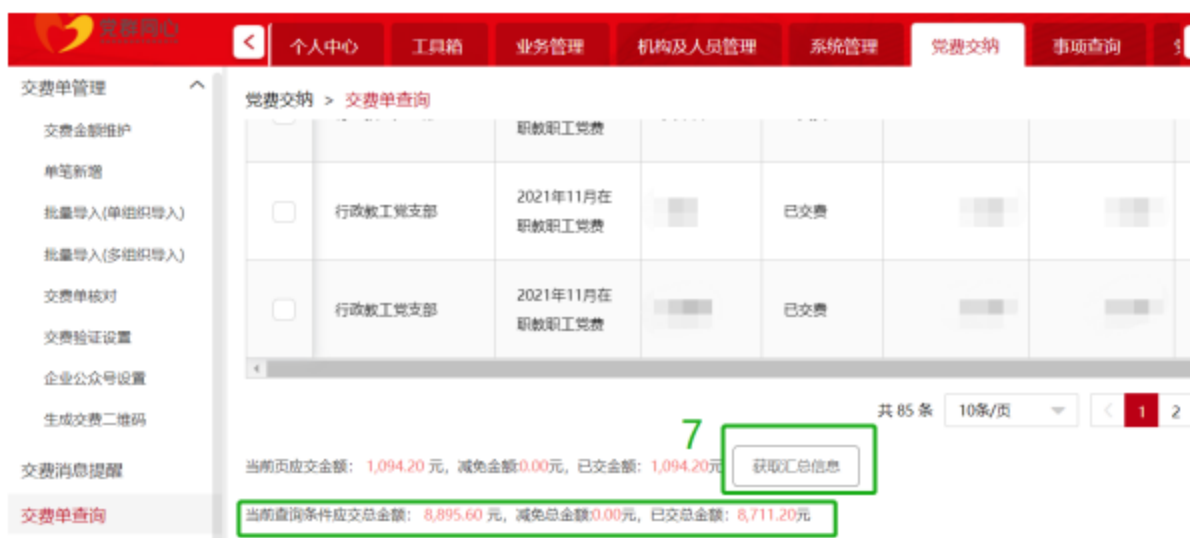 党群同心
个人中心 工具箱 业务管理 机构及人员管理 系统管理 党费交纳 事项查询
交费单管理
党费交纳 > 交费单查询
交费金额维护
职教职工党费
单笔新增
批量导入(单组织导入)
行政教工党支部 2021年11月在职教职工党费 已交费
批量导入(多组织导入)
交费单核对
行政教工党支部 2021年11月在职教职工党费 已交费
交费验证设置
企业公众号设置
生成交费二维码
共 85 条 10条/页 1 2
7
交费消息提醒
当前页应交金额: 1,094.20 元, 减免金额:0.00元, 已交金额: 1,094.20元 获取汇总信息
交费单查询
当前查询条件应交总金额: 8,895.60 元, 减免总金额:0.00元, 已交总金额: 8,711.20元